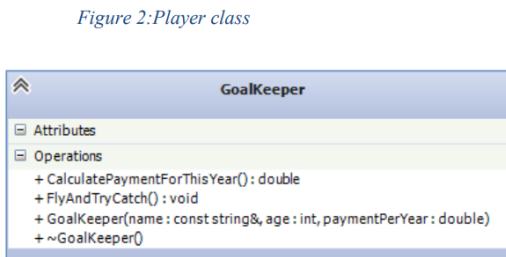 Figure 2:Player class
GoalKeeper
Attributes
Operations
+ CalculatePaymentForThisYear() : double
+ FlyAndTryCatch() : void
+ GoalKeeper(name : const string&, age : int, paymentPerYear : double)
+ ~GoalKeeper()